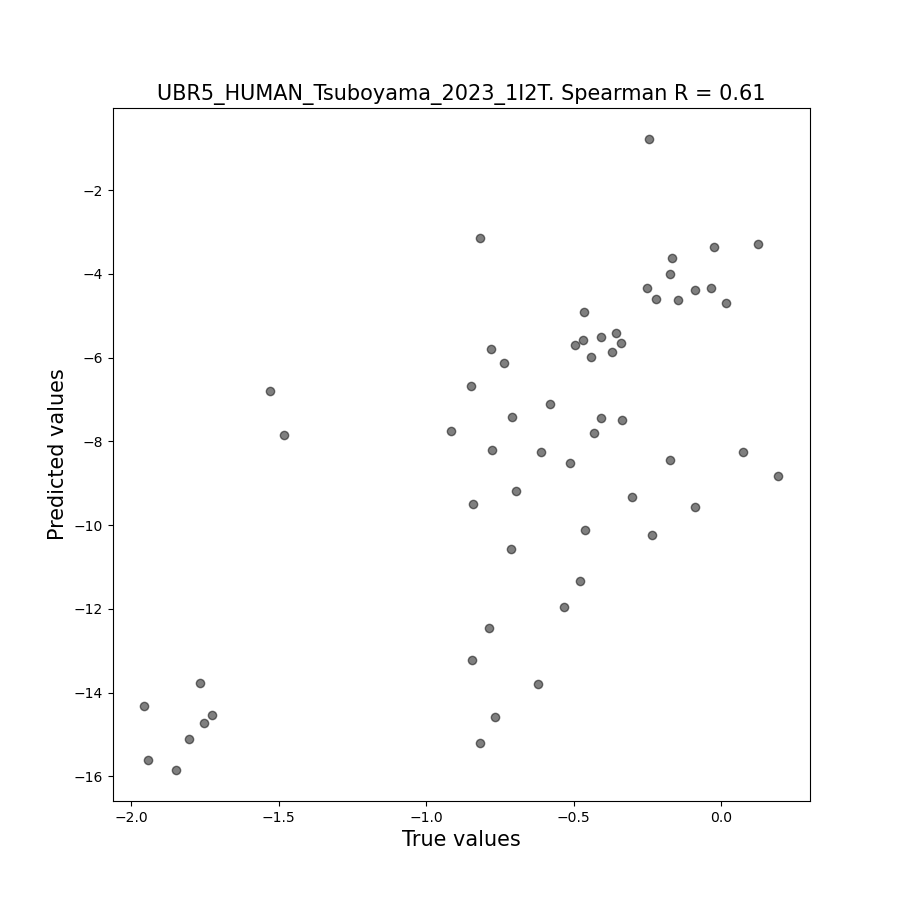 UBR5_HUMAN_Tsuboyama_2023_1I2T. Spearman R = 0.61
−2
−4
−6
−8
−10
−12
−14
−16
Predicted values
−2.0 −1.5 −1.0 −0.5 0.0
True values